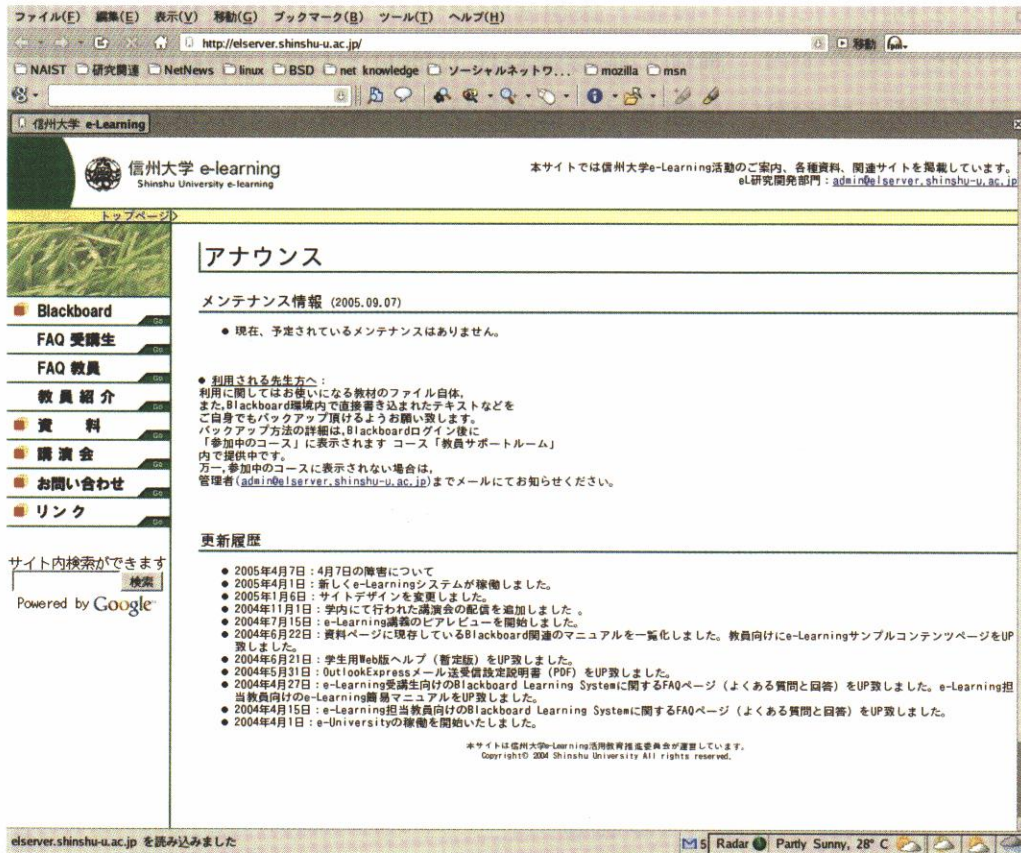 ファイル(F) 編集(E) 表示(V) 移動(G) ブックマーク(B) ツール(T) ヘルプ(H)
http://elserver.shinshu-u.ac.jp/ 移動
NAIST 研究関連 NetNews linux BSD net knowledge ソーシャルネットワ... mozilla msn
信州大学 e-Learning
信州大学 e-learning
Shinshu University e-learning
本サイトでは信州大学e-Learning活動のご案内、各種資料、関連サイトを掲載しています。
eL研究開発部門：admin@elserver.shinshu-u.ac.jp
トップページ>
Blackboard Go
FAQ 受講生 Go
FAQ 教員 Go
教員紹介 Go
資　料 Go
講演会 Go
お問い合わせ Go
リンク Go
サイト内検索ができます
検索
Powered by Google
アナウンス
メンテナンス情報 (2005.09.07)
● 現在、予定されているメンテナンスはありません。
● 利用される先生方へ：
利用に関してはお使いになる教材のファイル自体,
また,Blackboard環境内で直接書き込まれたテキストなどを
ご自身でもバックアップ頂けるようお願い致します。
バックアップ方法の詳細は,Blackboardログイン後に
「参加中のコース」に表示されます コース「教員サポートルーム」
内で提供中です。
万一,参加中のコースに表示されない場合は,
管理者(admin@elserver.shinshu-u.ac.jp)までメールにてお知らせください。
更新履歴
● 2005年4月7日：4月7日の障害について
● 2005年4月1日：新しくe-Learningシステムが稼働しました。
● 2005年1月6日：サイトデザインを変更しました。
● 2004年11月1日：学内にて行われた講演会の配信を追加しました 。
● 2004年7月15日：e-Learning講義のピアレビューを開始しました。
● 2004年6月22日：資料ページに現存しているBlackboard関連のマニュアルを一覧化しました。教員向けにe-LearningサンプルコンテンツページをUP
致しました。
● 2004年6月21日：学生用Web版ヘルプ（暫定版）をUP致しました。
● 2004年5月31日：OutlookExpressメール送受信設定説明書（PDF）をUP致しました。
● 2004年4月27日：e-Learning受講生向けのBlackboard Learning Systemに関するFAQページ（よくある質問と回答）をUP致しました。e-Learning担
当教員向けのe-Learning簡易マニュアルをUP致しました。
● 2004年4月15日：e-Learning担当教員向けのBlackboard Learning Systemに関するFAQページ（よくある質問と回答）をUP致しました。
● 2004年4月1日：e-Universityの稼働を開始いたしました。
本サイトは信州大学e-Learning活用教育推進委員会が運営しています。
Copyright© 2004 Shinshu University All rights reserved.
elserver.shinshu-u.ac.jp を読み込みました
5 Radar Partly Sunny, 28° C